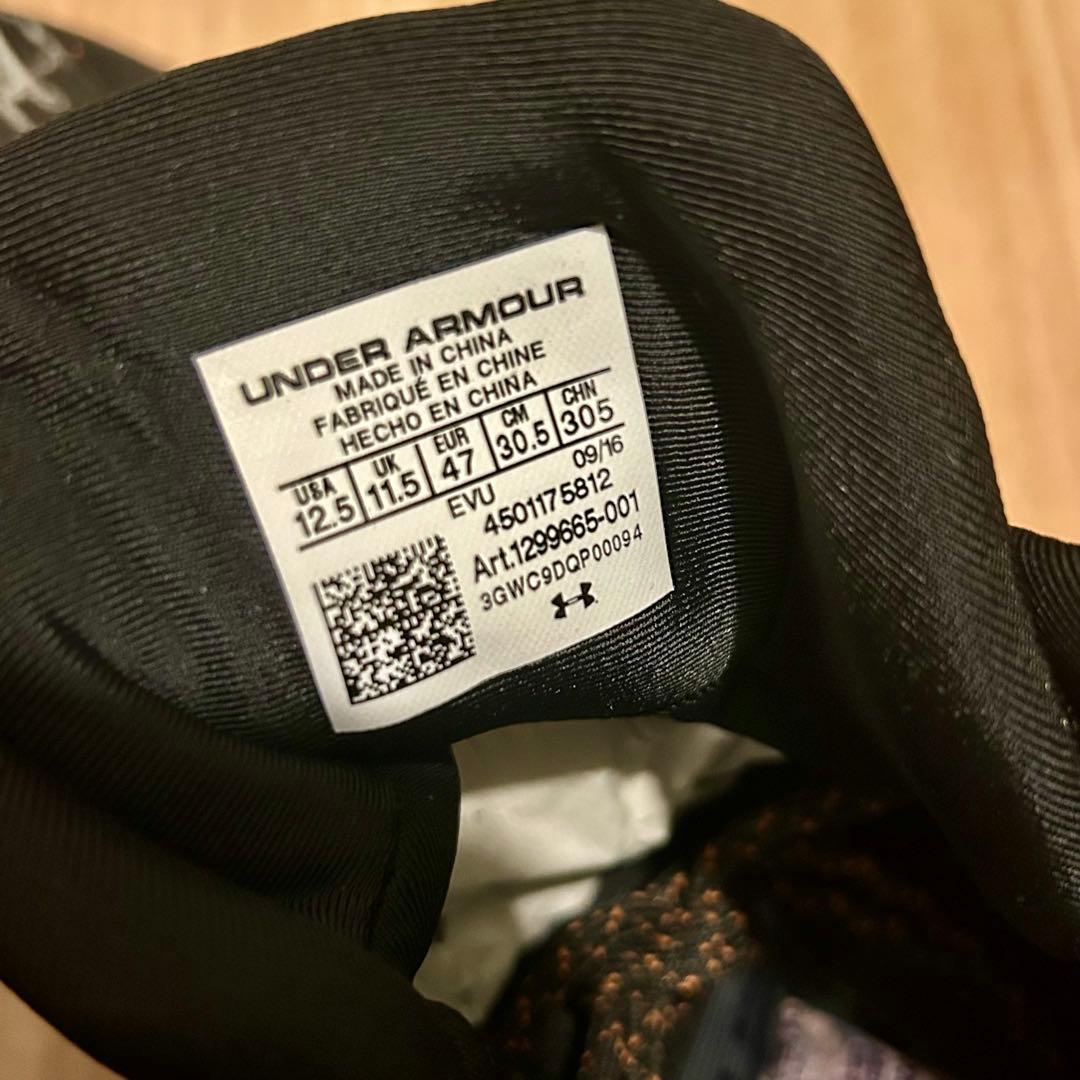 UNDER ARMOUR
MADE IN CHINA
FABRIQUÉ EN CHINE
HECHO EN CHINA
USA UK EUR CM CHN
12.5 11.5 47 30.5 305
EVU 09/16
4501175812
Art.1299665-001
3GWC9DQP00094